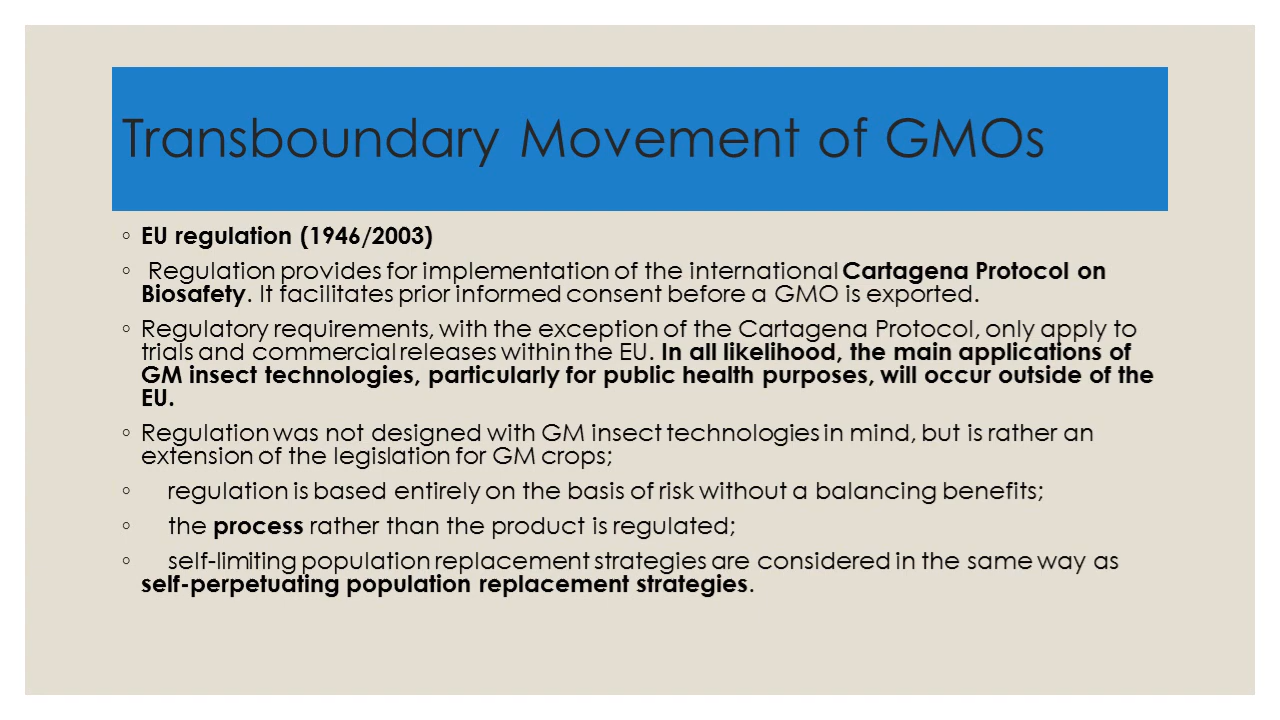 Transboundary Movement of GMOs
◦ EU regulation (1946/2003)
◦ Regulation provides for implementation of the international Cartagena Protocol on
Biosafety. It facilitates prior informed consent before a GMO is exported.
◦ Regulatory requirements, with the exception of the Cartagena Protocol, only apply to
trials and commercial releases within the EU. In all likelihood, the main applications of
GM insect technologies, particularly for public health purposes, will occur outside of the
EU.
◦ Regulation was not designed with GM insect technologies in mind, but is rather an
extension of the legislation for GM crops;
◦ regulation is based entirely on the basis of risk without a balancing benefits;
◦ the process rather than the product is regulated;
◦ self-limiting population replacement strategies are considered in the same way as
self-perpetuating population replacement strategies.